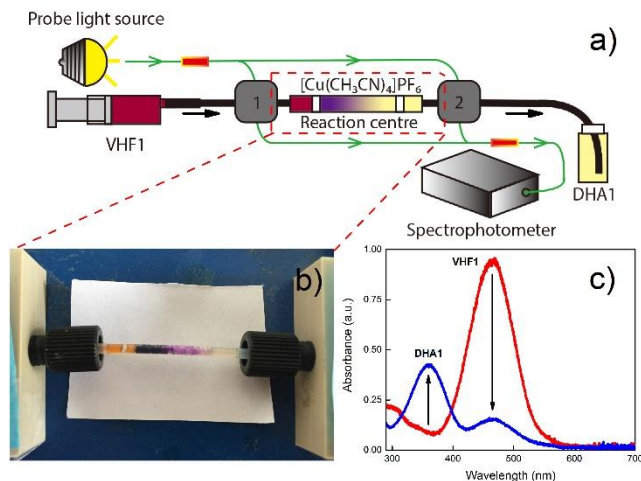 Probe light source
a)
[Cu(CH₃CN)₄]PF₆
1
2
Reaction centre
VHF1
DHA1
Spectrophotometer
b)
c)
1.00
0.75
0.50
0.25
0.00
Absorbance (a.u.)
VHF1
DHA1
300
400
500
600
700
Wavelength (nm)